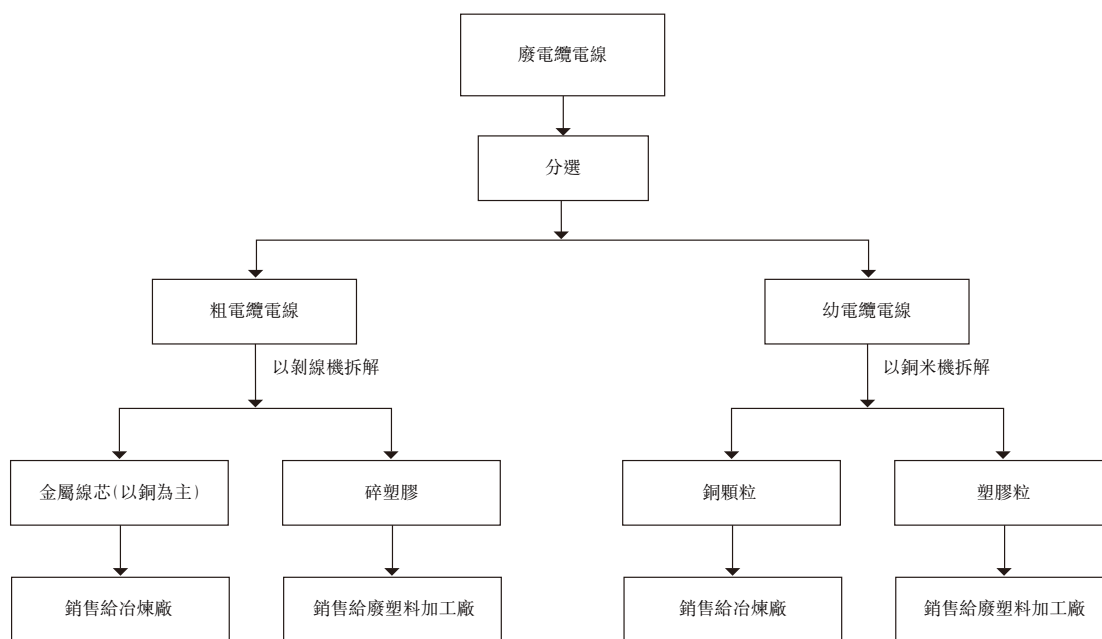 廢電纜電線
分選
粗電纜電線
幼電纜電線
以剝線機拆解
以銅米機拆解
金屬線芯(以銅為主)
碎塑膠
銅顆粒
塑膠粒
銷售給冶煉廠
銷售給廢塑料加工廠
銷售給冶煉廠
銷售給廢塑料加工廠